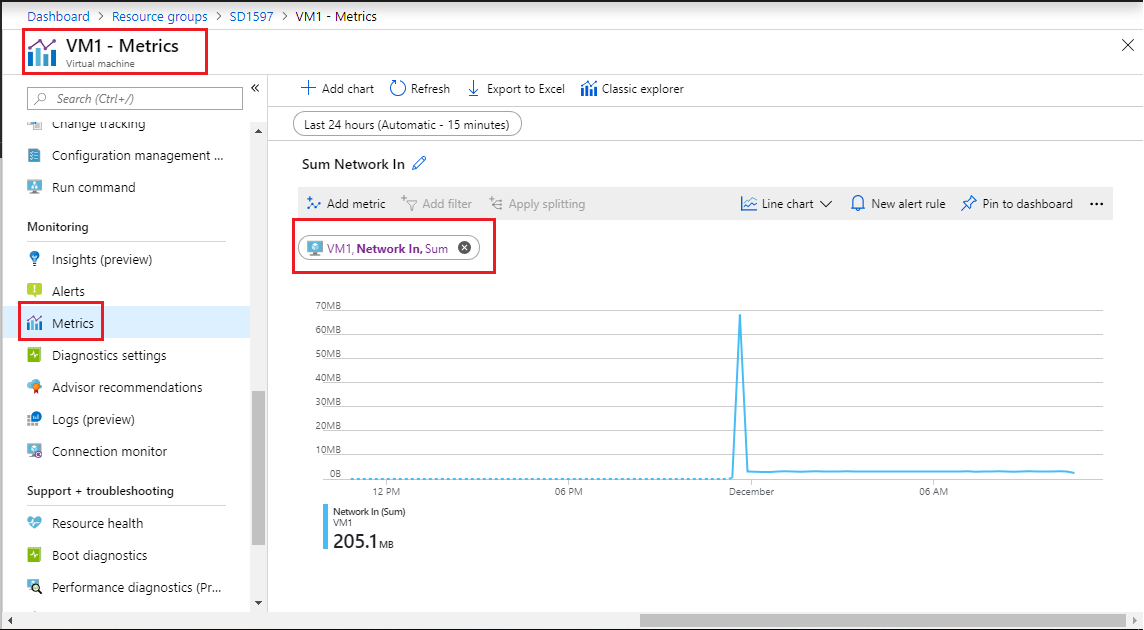 Dashboard > Resource groups > SD1597 > VM1 - Metrics
VM1 - Metrics
Virtual machine
Search (Ctrl+/)
Change tracking
Configuration management ...
Run command
Monitoring
Insights (preview)
Alerts
Metrics
Diagnostics settings
Advisor recommendations
Logs (preview)
Connection monitor
Support + troubleshooting
Resource health
Boot diagnostics
Performance diagnostics (Pr...
Add chart Refresh Export to Excel Classic explorer
Last 24 hours (Automatic - 15 minutes)
Sum Network In
Add metric Add filter Apply splitting Line chart New alert rule Pin to dashboard ...
VM1, Network In, Sum
70MB
60MB
50MB
40MB
30MB
20MB
10MB
0B
12 PM 06 PM December 06 AM
Network In (Sum)
VM1
205.1 MB